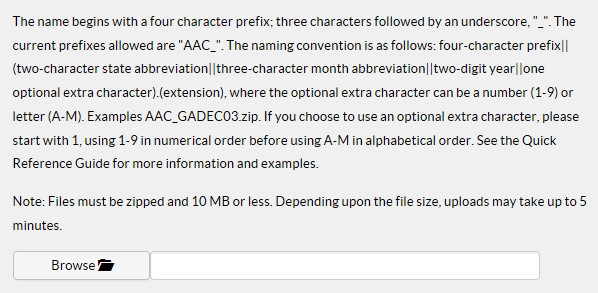 The name begins with a four character prefix; three characters followed by an underscore, "_". The
current prefixes allowed are "AAC_". The naming convention is as follows: four-character prefix||
(two-character state abbreviation||three-character month abbreviation||two-digit year||one
optional extra character).(extension), where the optional extra character can be a number (1-9) or
letter (A-M). Examples AAC_GADEC03.zip. If you choose to use an optional extra character, please
start with 1, using 1-9 in numerical order before using A-M in alphabetical order. See the Quick
Reference Guide for more information and examples.
Note: Files must be zipped and 10 MB or less. Depending upon the file size, uploads may take up to 5
minutes.
Browse